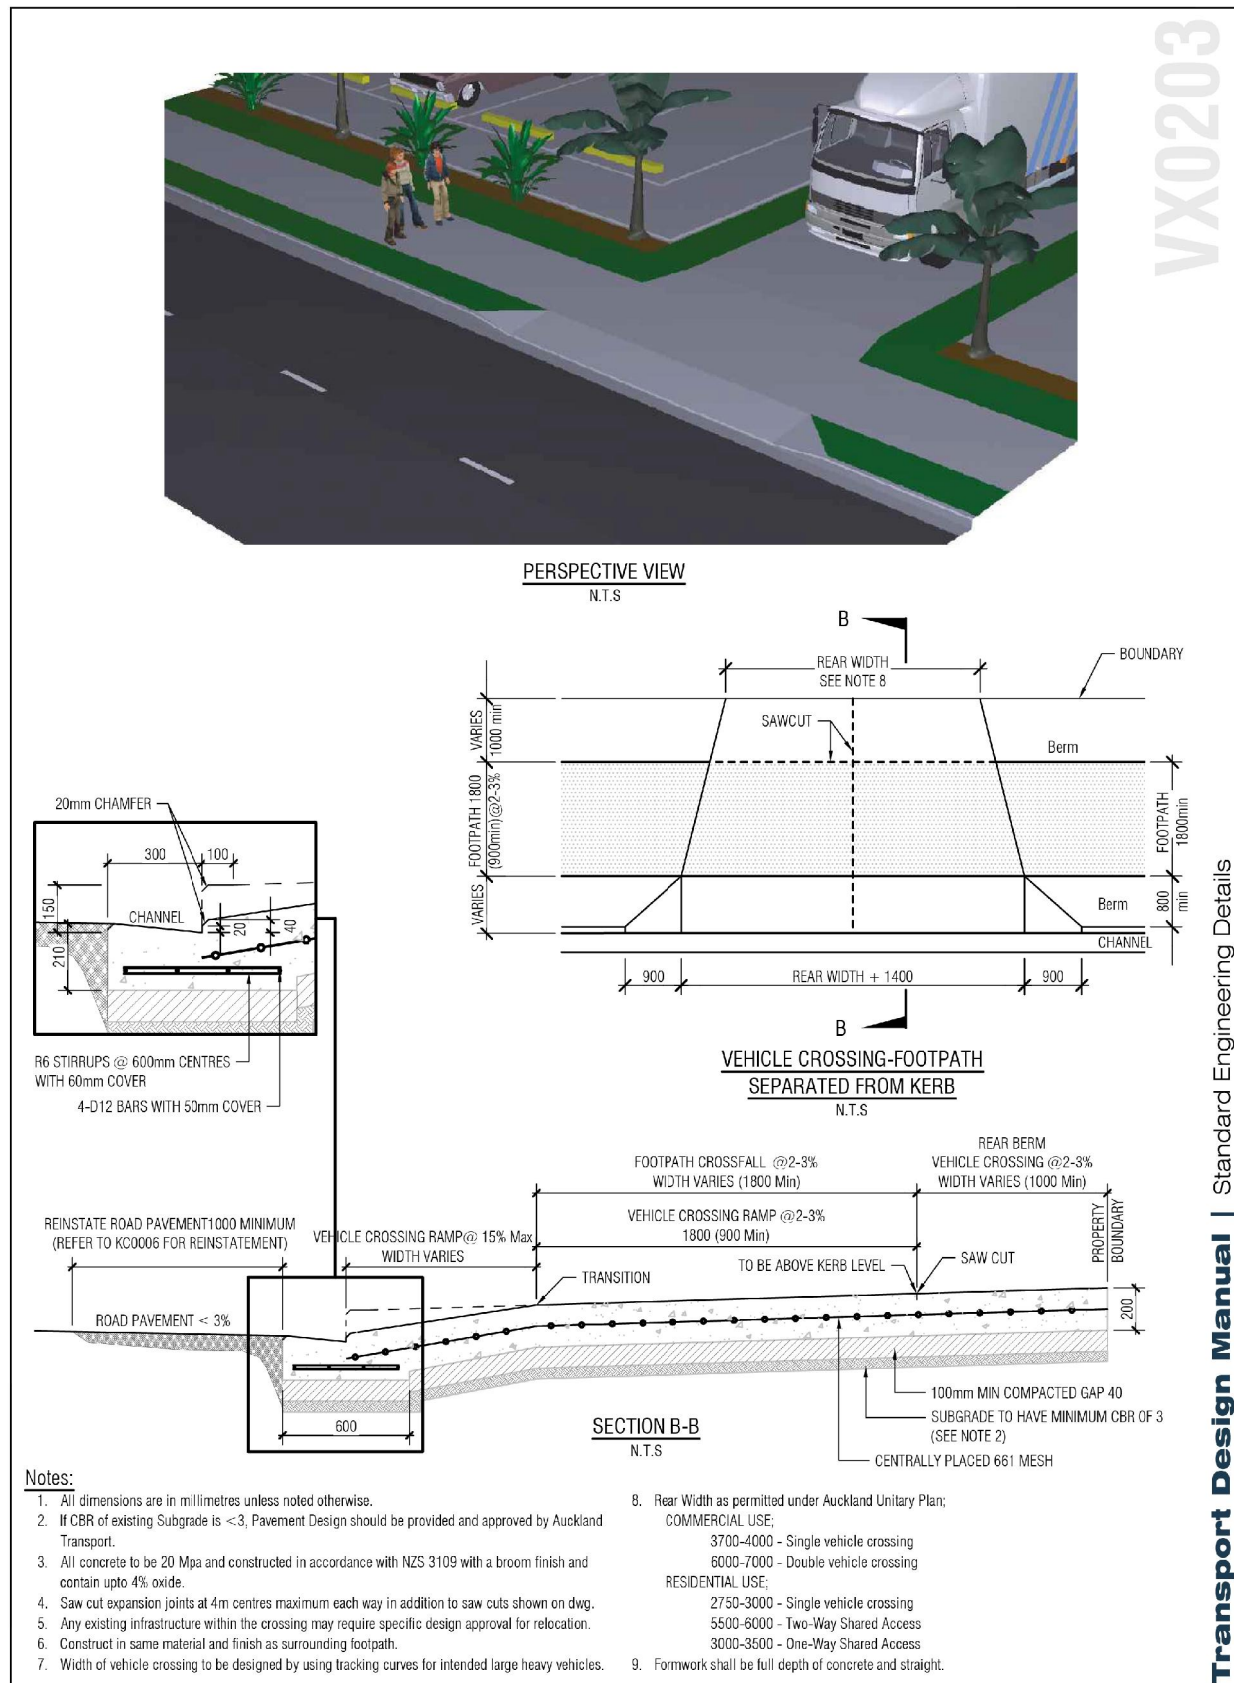 VX0203
PERSPECTIVE VIEW
N.T.S
B
REAR WIDTH
SEE NOTE 8
BOUNDARY
VARIES
1000 min
SAWCUT
Berm
FOOTPATH 1800
(900min)@2-3%
FOOTPATH
1800min
VARIES
Berm
800
min
CHANNEL
900
REAR WIDTH + 1400
900
B
VEHICLE CROSSING-FOOTPATH
SEPARATED FROM KERB
N.T.S
20mm CHAMFER
300
100
150
CHANNEL
20
40
210
R6 STIRRUPS @ 600mm CENTRES
WITH 60mm COVER
4-D12 BARS WITH 50mm COVER
REAR BERM
FOOTPATH CROSSFALL @2-3%
VEHICLE CROSSING @2-3%
WIDTH VARIES (1800 Min)
WIDTH VARIES (1000 Min)
REINSTATE ROAD PAVEMENT1000 MINIMUM
(REFER TO KC0006 FOR REINSTATEMENT)
VEHICLE CROSSING RAMP@ 15% Max
WIDTH VARIES
VEHICLE CROSSING RAMP @2-3%
1800 (900 Min)
PROPERTY
BOUNDARY
TO BE ABOVE KERB LEVEL
SAW CUT
TRANSITION
ROAD PAVEMENT < 3%
200
600
100mm MIN COMPACTED GAP 40
SUBGRADE TO HAVE MINIMUM CBR OF 3
(SEE NOTE 2)
CENTRALLY PLACED 661 MESH
SECTION B-B
N.T.S
Notes:
1. All dimensions are in millimetres unless noted otherwise.
2. If CBR of existing Subgrade is <3, Pavement Design should be provided and approved by Auckland
Transport.
3. All concrete to be 20 Mpa and constructed in accordance with NZS 3109 with a broom finish and
contain upto 4% oxide.
4. Saw cut expansion joints at 4m centres maximum each way in addition to saw cuts shown on dwg.
5. Any existing infrastructure within the crossing may require specific design approval for relocation.
6. Construct in same material and finish as surrounding footpath.
7. Width of vehicle crossing to be designed by using tracking curves for intended large heavy vehicles.
8. Rear Width as permitted under Auckland Unitary Plan;
COMMERCIAL USE;
3700-4000 - Single vehicle crossing
6000-7000 - Double vehicle crossing
RESIDENTIAL USE;
2750-3000 - Single vehicle crossing
5500-6000 - Two-Way Shared Access
3000-3500 - One-Way Shared Access
9. Formwork shall be full depth of concrete and straight.
Transport Design Manual | Standard Engineering Details